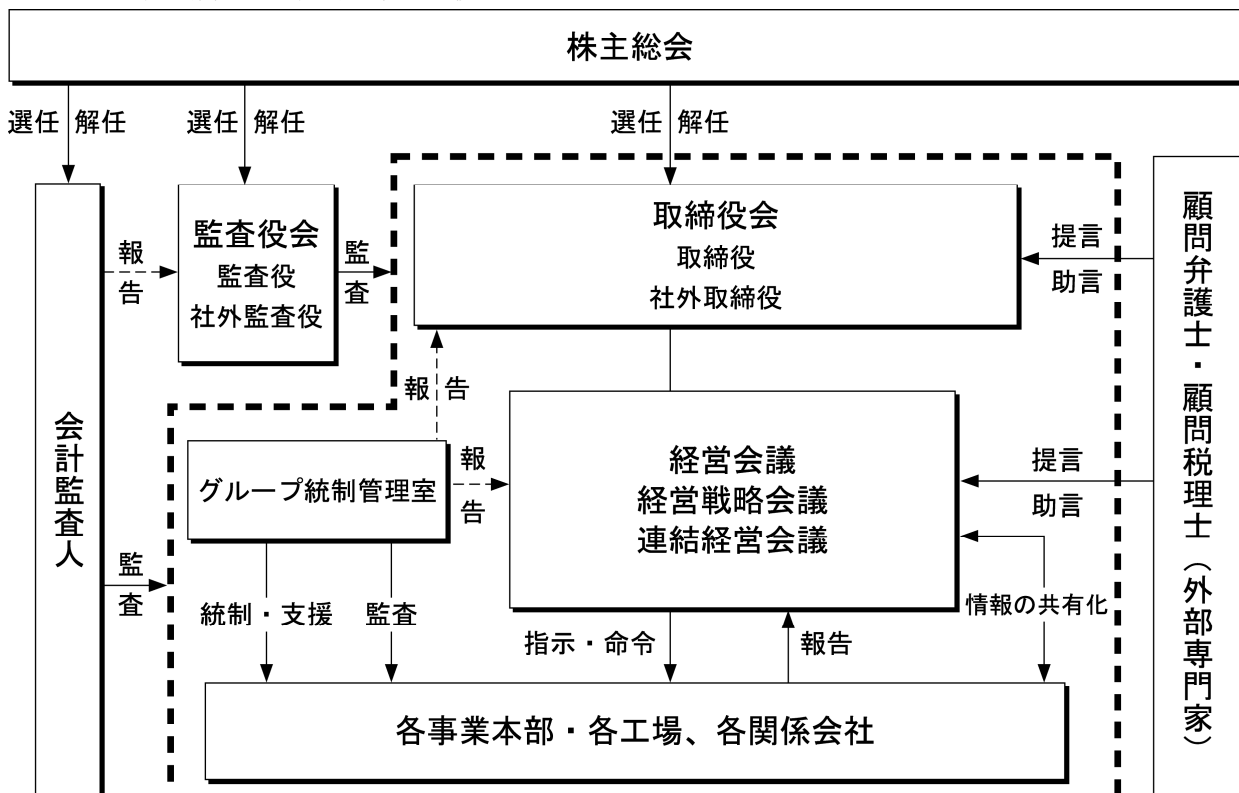 株主総会
選任 解任
選任 解任
選任 解任
監査役会
監査役
社外監査役
報告
監査
取締役会
取締役
社外取締役
提言
助言
顧問弁護士・顧問税理士（外部専門家）
会計監査人
報告
グループ統制管理室
報告
経営会議
経営戦略会議
連結経営会議
提言
助言
監査
統制・支援
監査
指示・命令
報告
情報の共有化
各事業本部・各工場、各関係会社